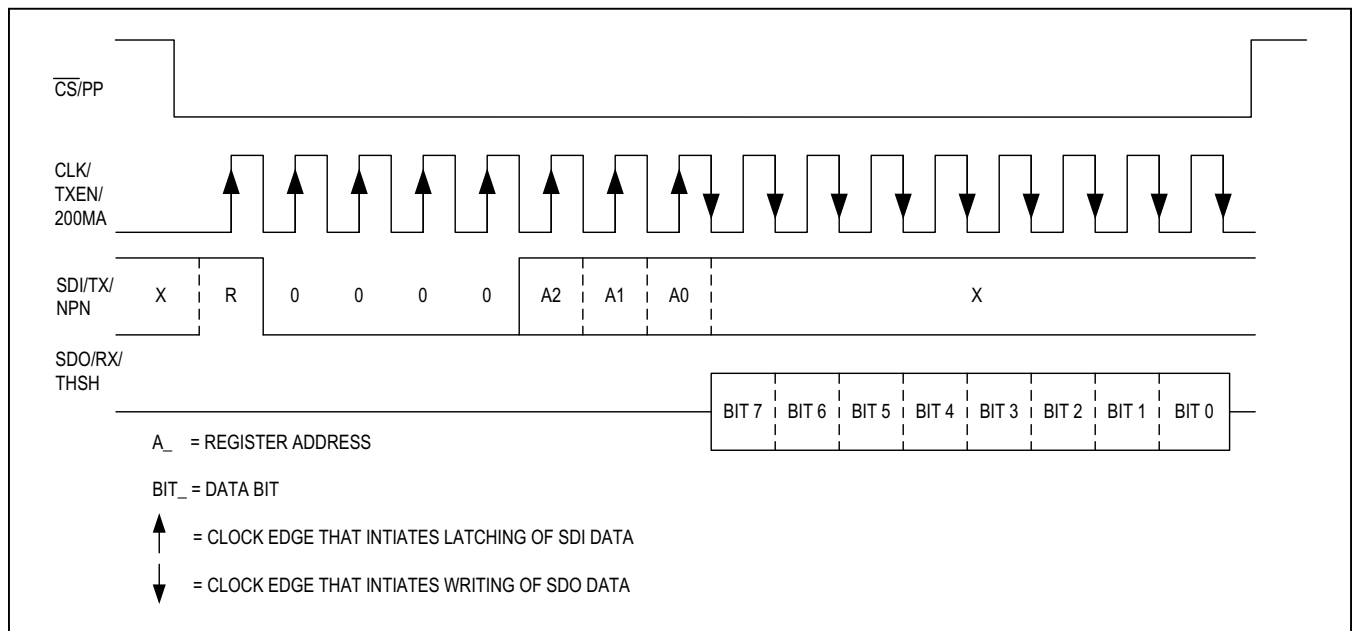 CS/PP
CLK/
TXEN/
200MA
SDI/TX/
NPN
X R 0 0 0 0 A2 A1 A0 X
SDO/RX/
THSH
BIT 7 BIT 6 BIT 5 BIT 4 BIT 3 BIT 2 BIT 1 BIT 0
A_ = REGISTER ADDRESS
BIT_ = DATA BIT
= CLOCK EDGE THAT INTIATES LATCHING OF SDI DATA
= CLOCK EDGE THAT INTIATES WRITING OF SDO DATA